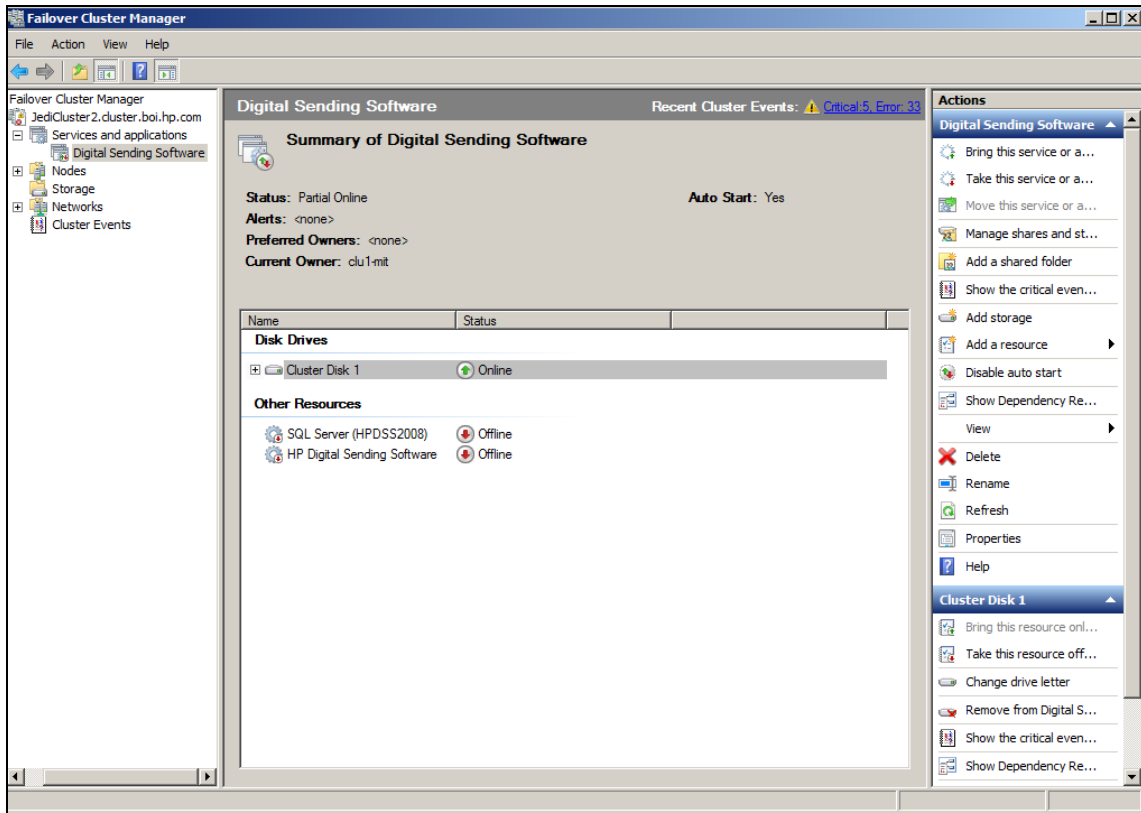 Failover Cluster Manager
File Action View Help
Failover Cluster Manager
JediCluster2.cluster.boi.hp.com
Services and applications
Digital Sending Software
Nodes
Storage
Networks
Cluster Events
Digital Sending Software Recent Cluster Events: Critical:5, Error: 33
Summary of Digital Sending Software
Status: Partial Online Auto Start: Yes
Alerts: <none>
Preferred Owners: <none>
Current Owner: clu1-mit
Name Status
Disk Drives
Cluster Disk 1 Online
Other Resources
SQL Server (HPDSS2008) Offline
HP Digital Sending Software Offline
Actions
Digital Sending Software
Bring this service or a...
Take this service or a...
Move this service or a...
Manage shares and st...
Add a shared folder
Show the critical even...
Add storage
Add a resource
Disable auto start
Show Dependency Re...
View
Delete
Rename
Refresh
Properties
Help
Cluster Disk 1
Bring this resource onl...
Take this resource off...
Change drive letter
Remove from Digital S...
Show the critical even...
Show Dependency Re...